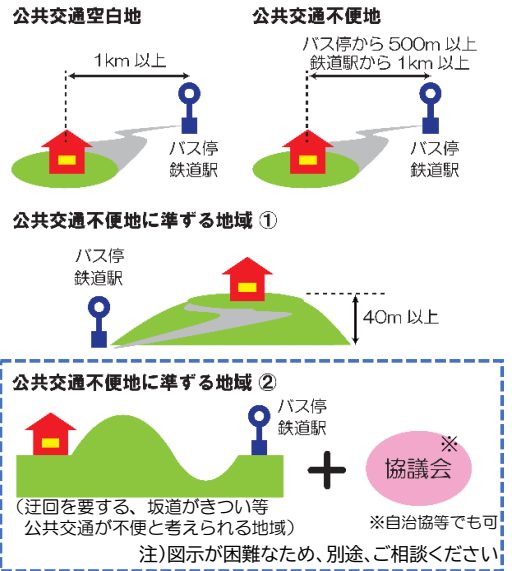 公共交通空白地
1km 以上
バス停
鉄道駅
公共交通不便地
バス停から 500m 以上
鉄道駅から 1km 以上
バス停
鉄道駅
公共交通不便地に準ずる地域 ①
バス停
鉄道駅
40m 以上
公共交通不便地に準ずる地域 ②
バス停
鉄道駅
+
※
協議会
(迂回を要する、坂道がきつい等
公共交通が不便と考えられる地域)
※自治協等でも可
注)図示が困難なため、別途、ご相談ください